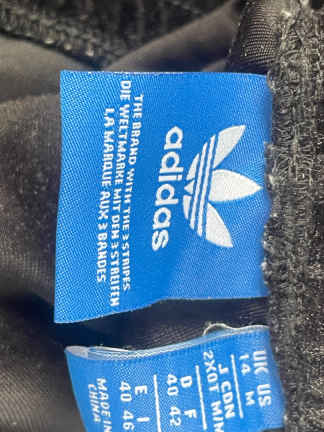 adidas
THE BRAND WITH THE 3 STRIPES
DIE WELTMARKE MIT DEN 3 STREIFEN
LA MARQUE AUX 3 BANDES
UK US
14 M
J.CDN
2XOT
D F
40 42
E I
40 46
MADE IN
CHINA